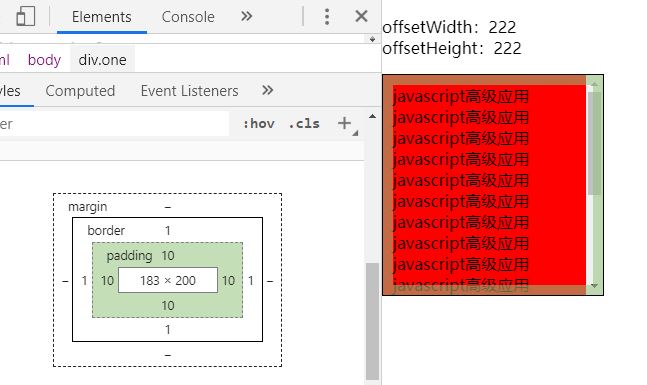 Elements
Console
»
ml
body
div.one
yles
Computed
Event Listeners
»
er
:hov
.cls
+
margin
–
border
1
padding
10
–
1
10
183 × 200
10
1
–
10
1
–
offsetWidth：222
offsetHeight：222
javascript高级应用
javascript高级应用
javascript高级应用
javascript高级应用
javascript高级应用
javascript高级应用
javascript高级应用
javascript高级应用
javascript高级应用
javascript高级应用